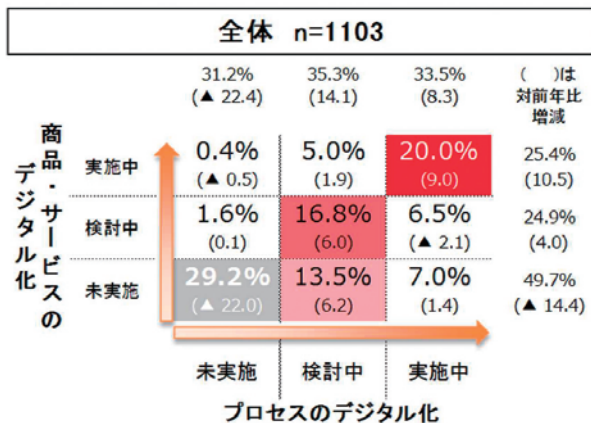 全体 n=1103
31.2% 35.3% 33.5% ( )は
(▲ 22.4) (14.1) (8.3) 対前年比
増減
商品・サービスの
デジタル化
実施中 0.4% 5.0% 20.0% 25.4%
(▲ 0.5) (1.9) (9.0) (10.5)
検討中 1.6% 16.8% 6.5% 24.9%
(0.1) (6.0) (▲ 2.1) (4.0)
未実施 29.2% 13.5% 7.0% 49.7%
(▲ 22.0) (6.2) (1.4) (▲ 14.4)
未実施 検討中 実施中
プロセスのデジタル化